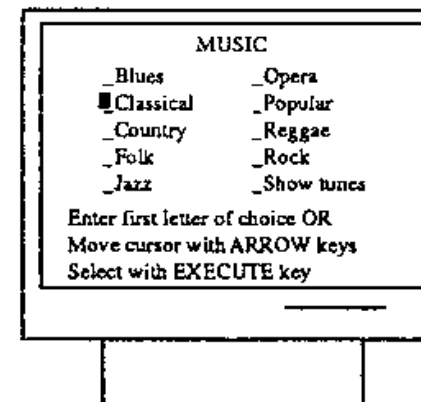 MUSIC
_Blues _Opera
_Classical _Popular
_Country _Reggae
_Folk _Rock
_Jazz _Show tunes
Enter first letter of choice OR
Move cursor with ARROW keys
Select with EXECUTE key